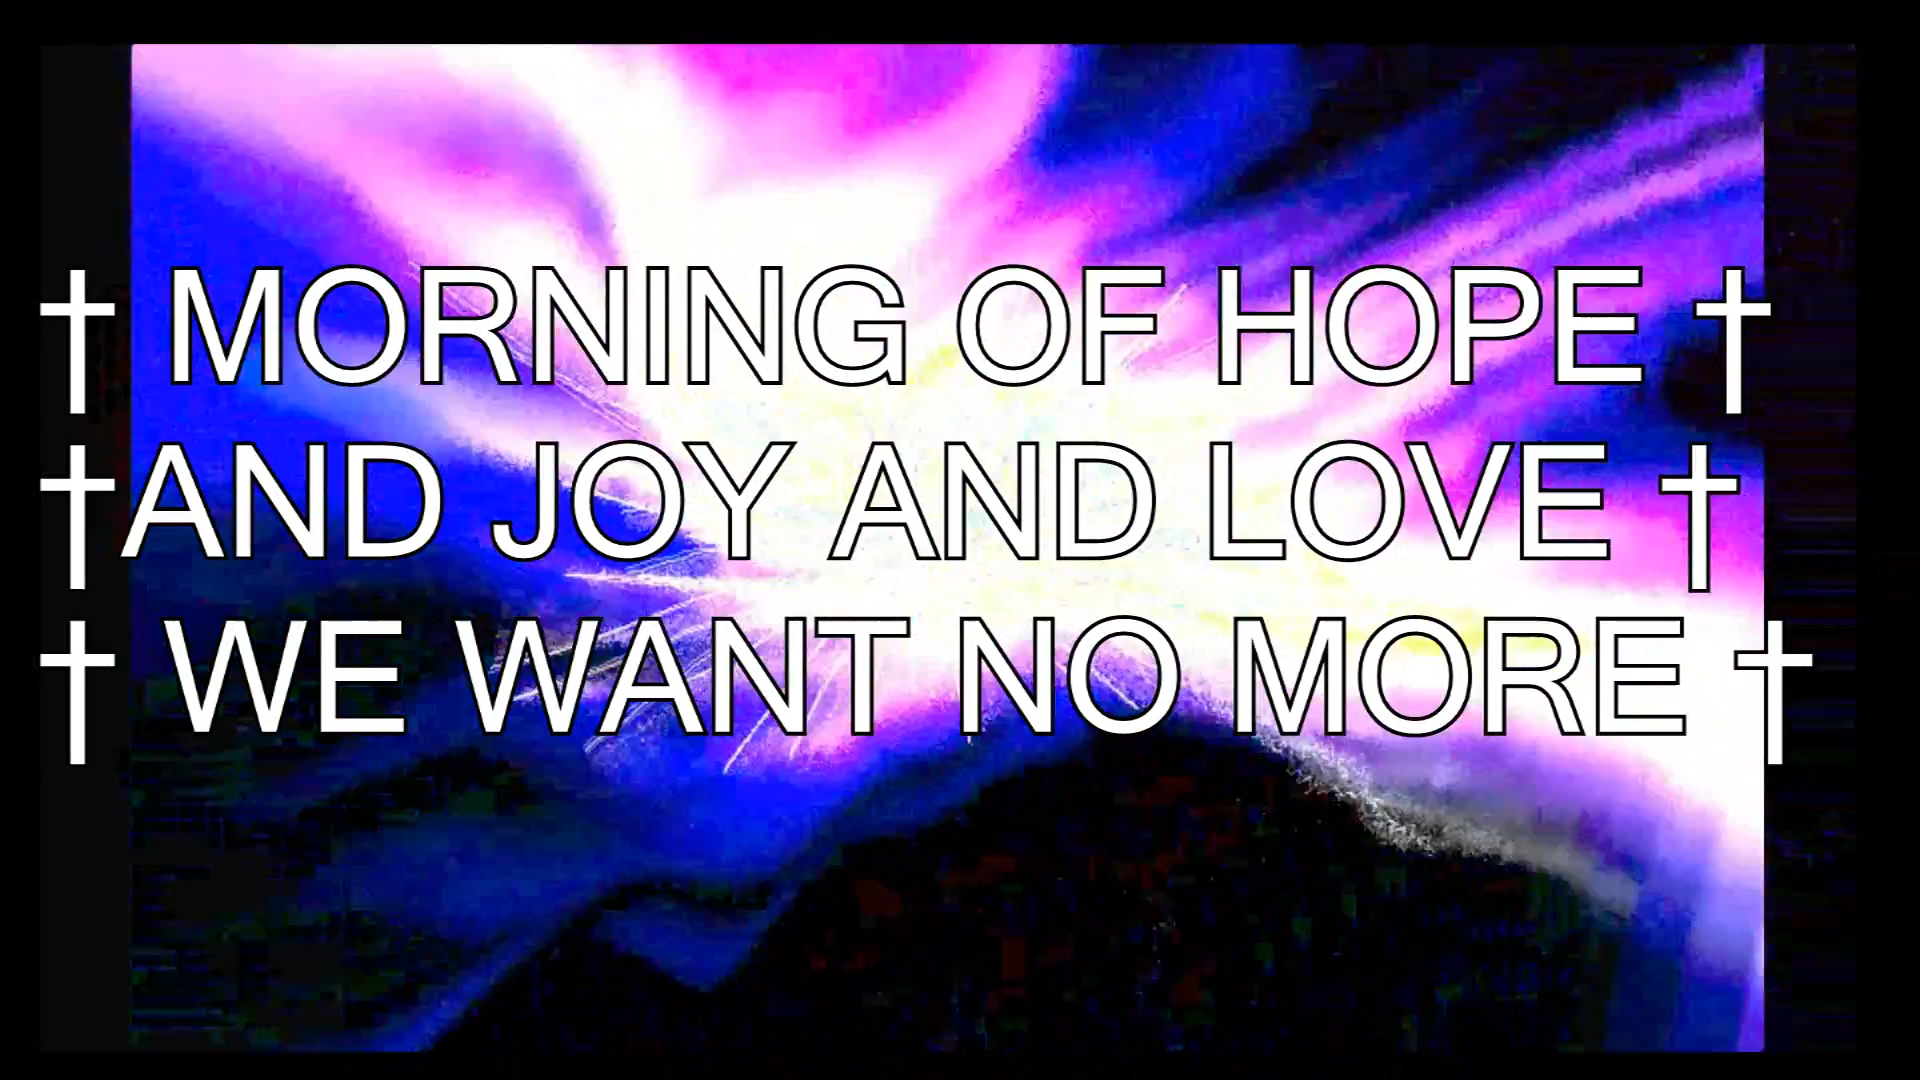 † MORNING OF HOPE †
†AND JOY AND LOVE †
† WE WANT NO MORE †